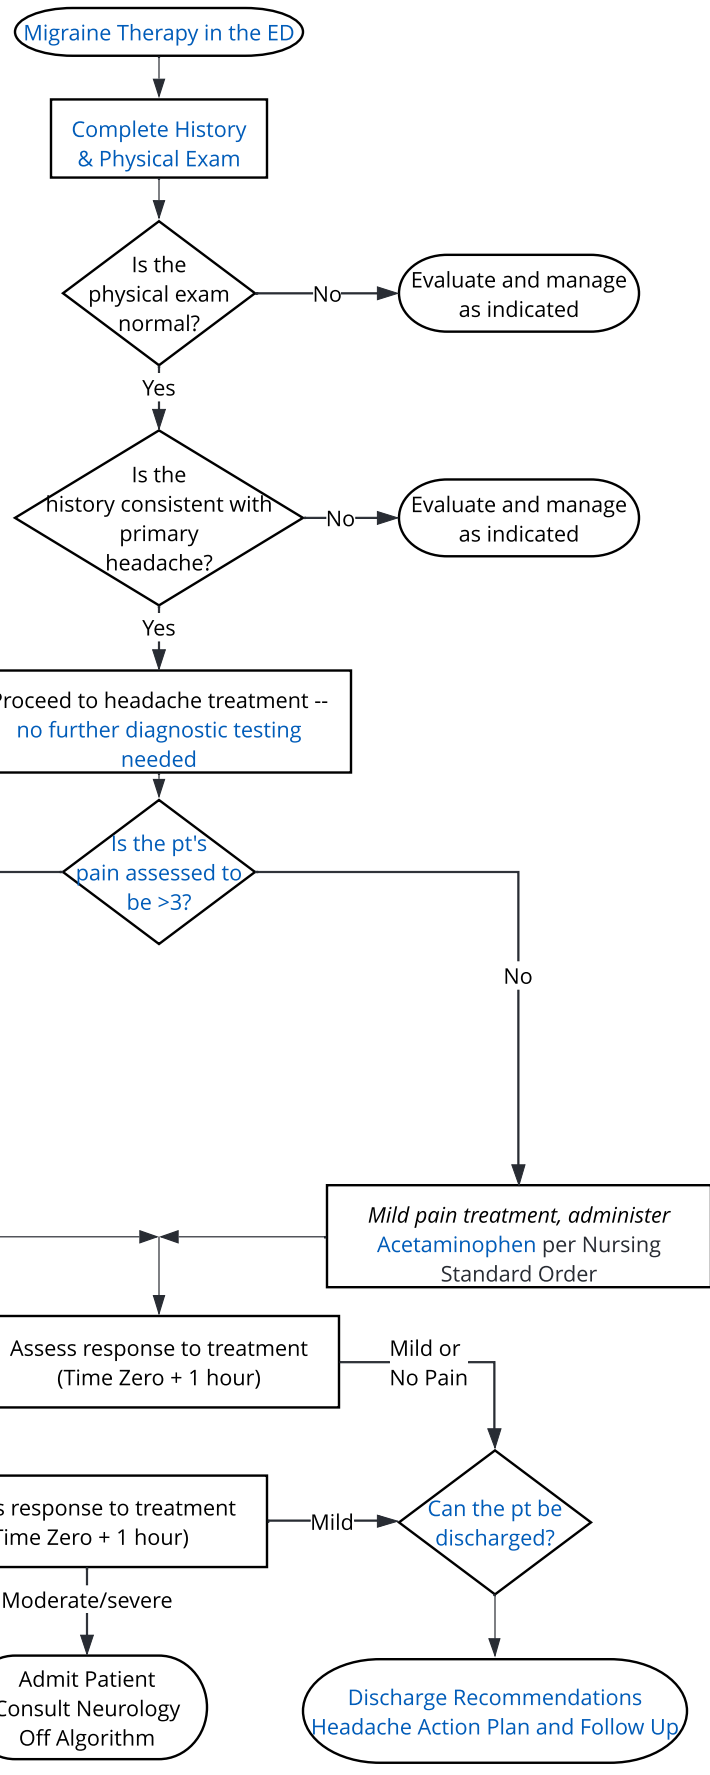 Migraine Therapy in the ED
Complete History
& Physical Exam
Is the
physical exam
normal?
No
Evaluate and manage
as indicated
Yes
Is the
history consistent with
primary
headache?
No
Evaluate and manage
as indicated
Yes
Proceed to headache treatment --
no further diagnostic testing
needed
Is the pt's
pain assessed to
be >3?
No
Mild pain treatment, administer
Acetaminophen per Nursing
Standard Order
Assess response to treatment
(Time Zero + 1 hour)
Mild or
No Pain
s response to treatment
Time Zero + 1 hour)
Mild
Can the pt be
discharged?
Moderate/severe
Admit Patient
Consult Neurology
Off Algorithm
Discharge Recommendations
Headache Action Plan and Follow Up